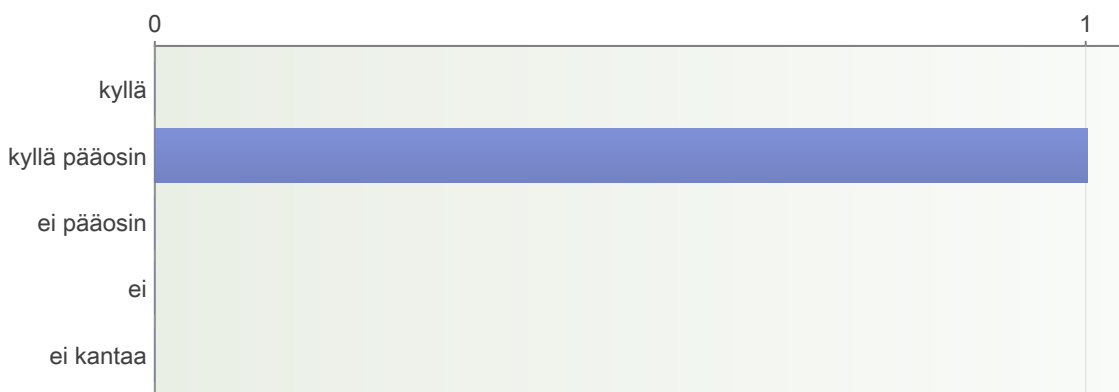 0 1
kyllä
kyllä pääosin
ei pääosin
ei
ei kantaa